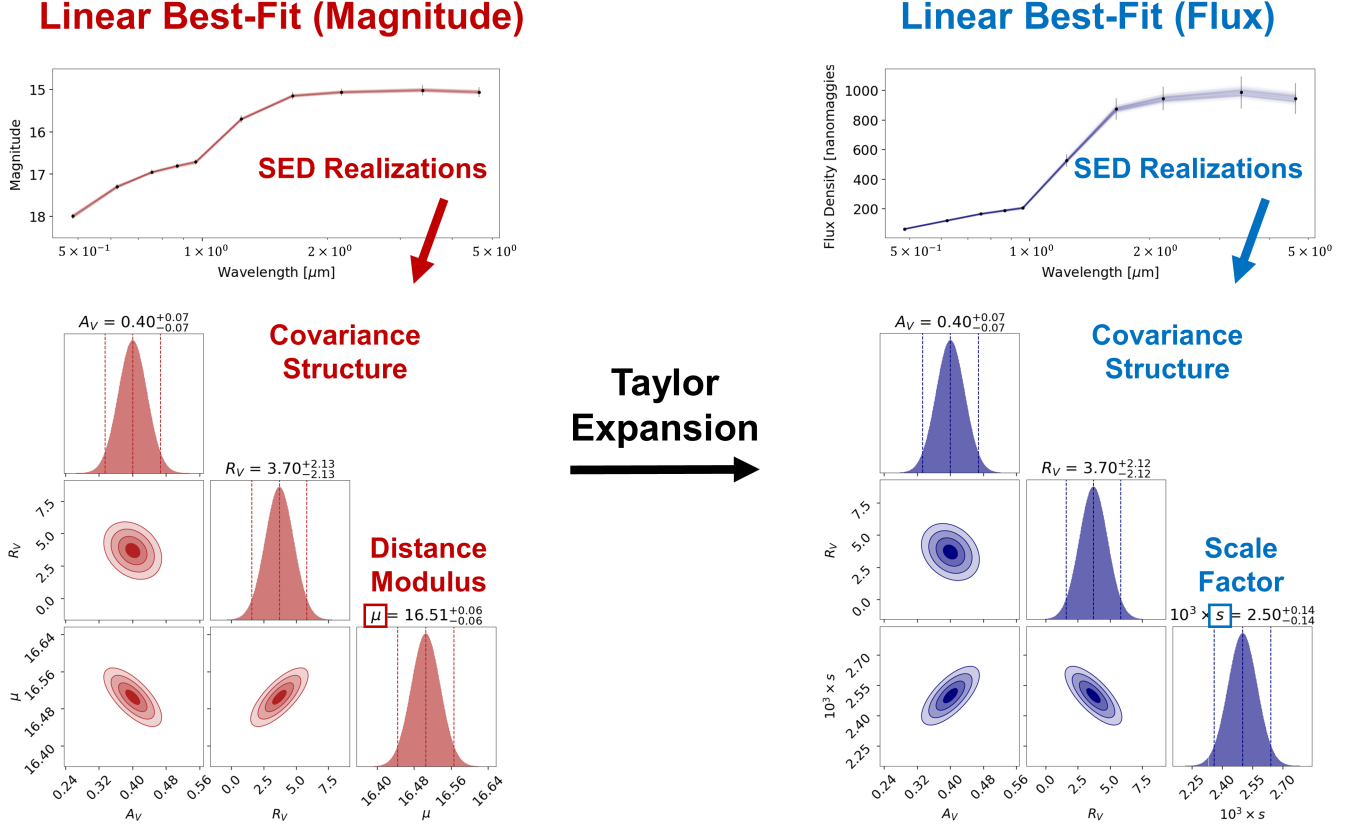 Linear Best-Fit (Magnitude)
Linear Best-Fit (Flux)
Magnitude
15
16
17
18
SED Realizations
5 × 10⁻¹
1 × 10⁰
2 × 10⁰
5 × 10⁰
Wavelength [μm]
Flux Density [nanomaggies]
1000
800
600
400
200
SED Realizations
5 × 10⁻¹
1 × 10⁰
2 × 10⁰
5 × 10⁰
Wavelength [μm]
A_V = 0.40^{+0.07}_{-0.07}
Covariance
Structure
R_V = 3.70^{+2.13}_{-2.13}
Distance
Modulus
μ = 16.51^{+0.06}_{-0.06}
R_V
7.5
5.0
2.5
0.0
μ
16.64
16.56
16.48
16.40
0.24
0.32
0.40
0.48
0.56
A_V
0.0
2.5
5.0
7.5
R_V
16.40
16.48
16.56
16.64
μ
Taylor
Expansion
A_V = 0.40^{+0.07}_{-0.07}
Covariance
Structure
R_V = 3.70^{+2.12}_{-2.12}
Scale
Factor
10³ × s = 2.50^{+0.14}_{-0.14}
R_V
7.5
5.0
2.5
0.0
10³ × s
2.70
2.55
2.40
2.25
0.24
0.32
0.40
0.48
0.56
A_V
0.0
2.5
5.0
7.5
R_V
2.25
2.40
2.55
2.70
10³ × s